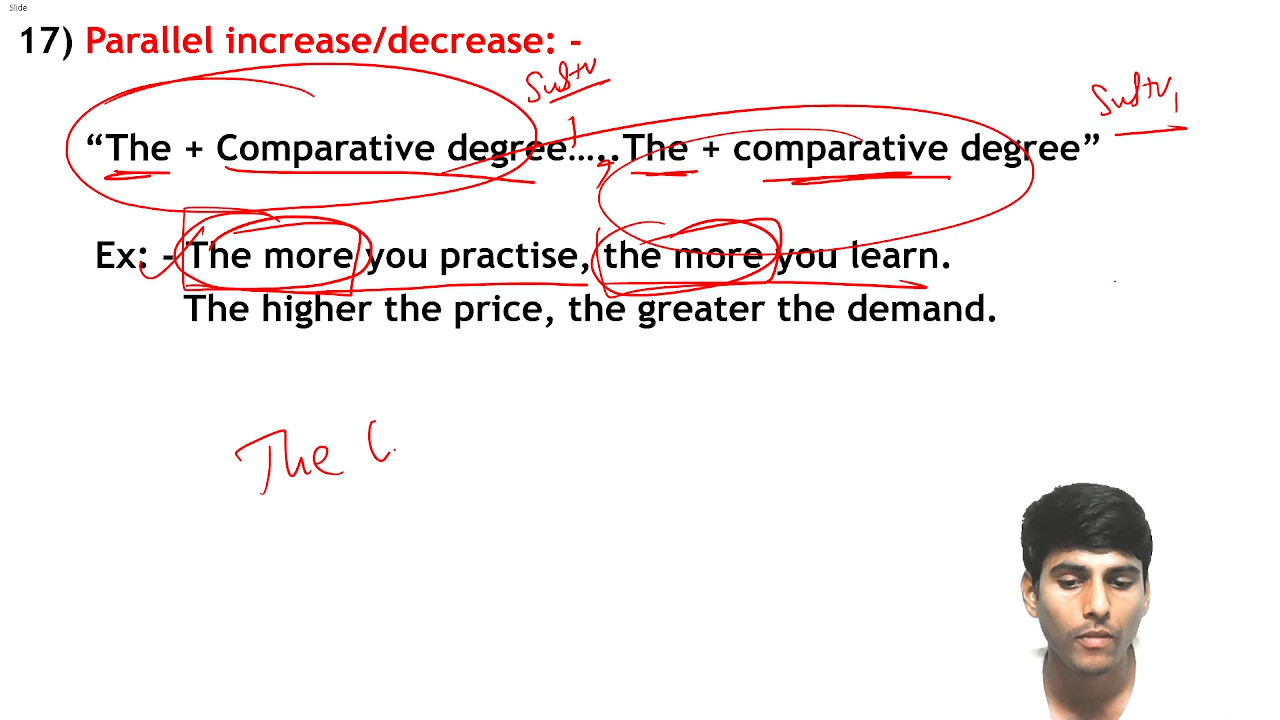 Slide
17) Parallel increase/decrease: -
Sub+v
Sub+v1
“The + Comparative degree…,.The + comparative degree”
Ex: - The more you practise, the more you learn.
The higher the price, the greater the demand.
The (